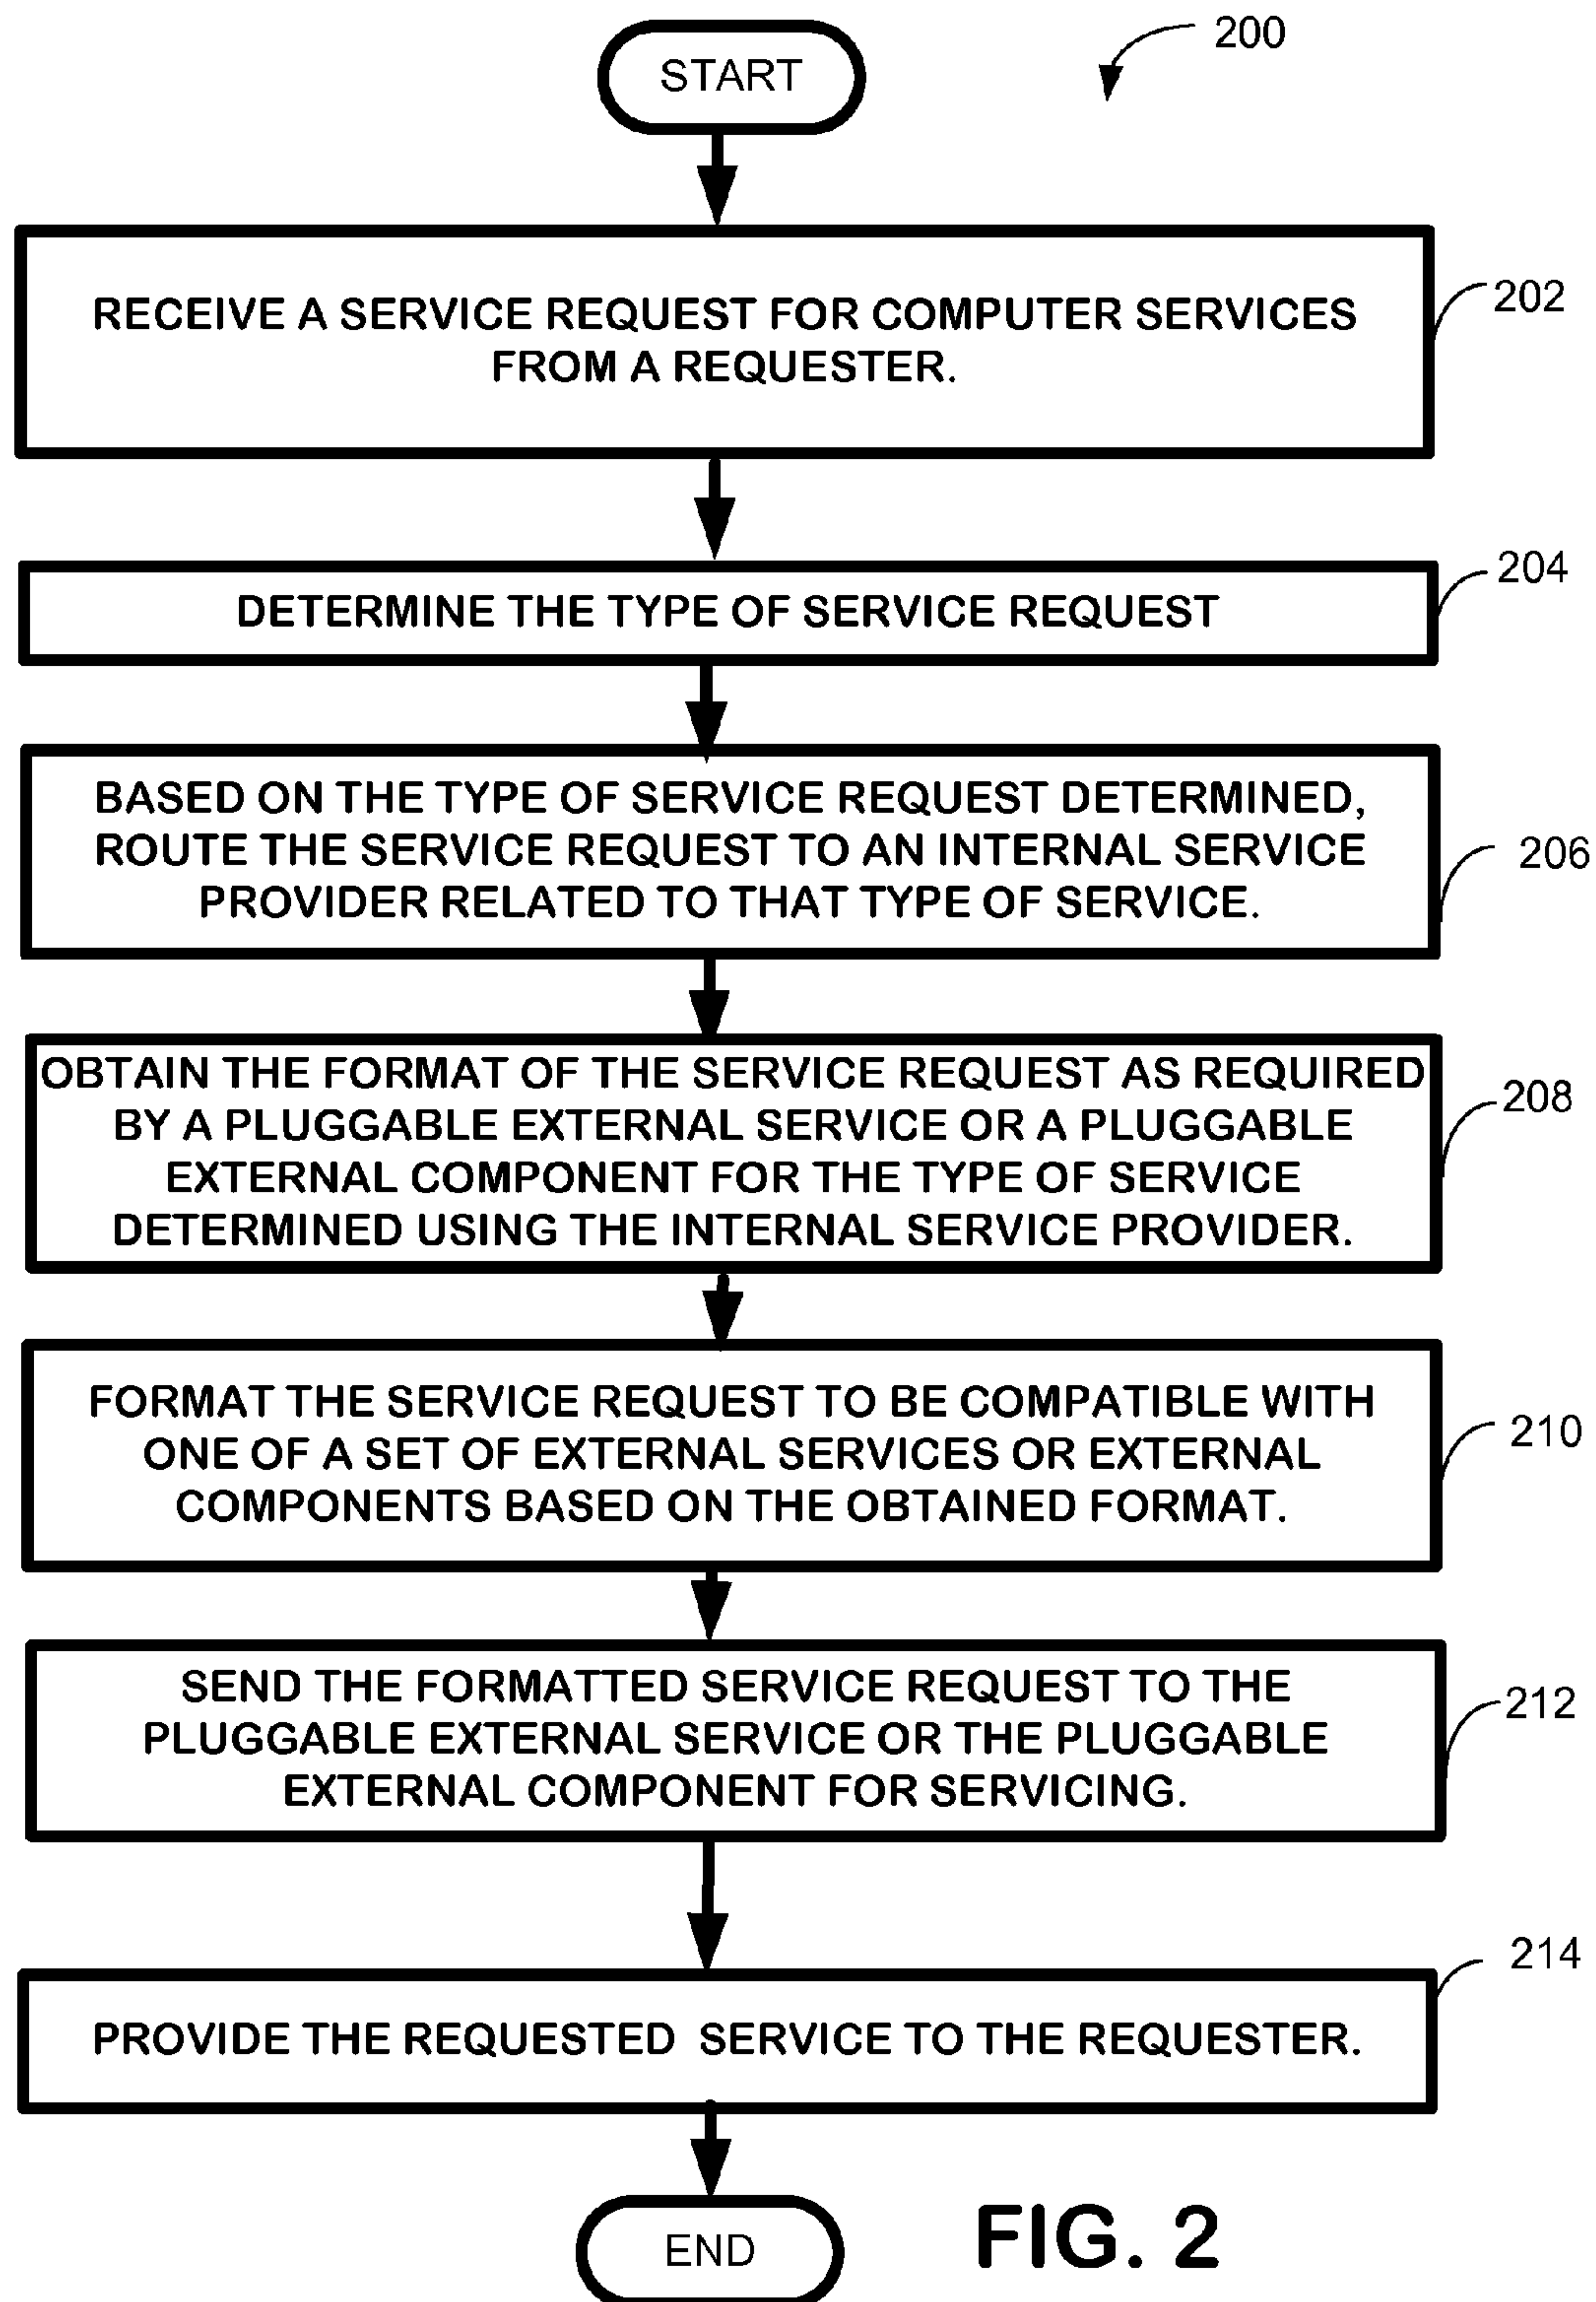 START
200
RECEIVE A SERVICE REQUEST FOR COMPUTER SERVICES
FROM A REQUESTER.
202
DETERMINE THE TYPE OF SERVICE REQUEST
204
BASED ON THE TYPE OF SERVICE REQUEST DETERMINED,
ROUTE THE SERVICE REQUEST TO AN INTERNAL SERVICE
PROVIDER RELATED TO THAT TYPE OF SERVICE.
206
OBTAIN THE FORMAT OF THE SERVICE REQUEST AS REQUIRED
BY A PLUGGABLE EXTERNAL SERVICE OR A PLUGGABLE
EXTERNAL COMPONENT FOR THE TYPE OF SERVICE
DETERMINED USING THE INTERNAL SERVICE PROVIDER.
208
FORMAT THE SERVICE REQUEST TO BE COMPATIBLE WITH
ONE OF A SET OF EXTERNAL SERVICES OR EXTERNAL
COMPONENTS BASED ON THE OBTAINED FORMAT.
210
SEND THE FORMATTED SERVICE REQUEST TO THE
PLUGGABLE EXTERNAL SERVICE OR THE PLUGGABLE
EXTERNAL COMPONENT FOR SERVICING.
212
PROVIDE THE REQUESTED SERVICE TO THE REQUESTER.
214
END
FIG. 2